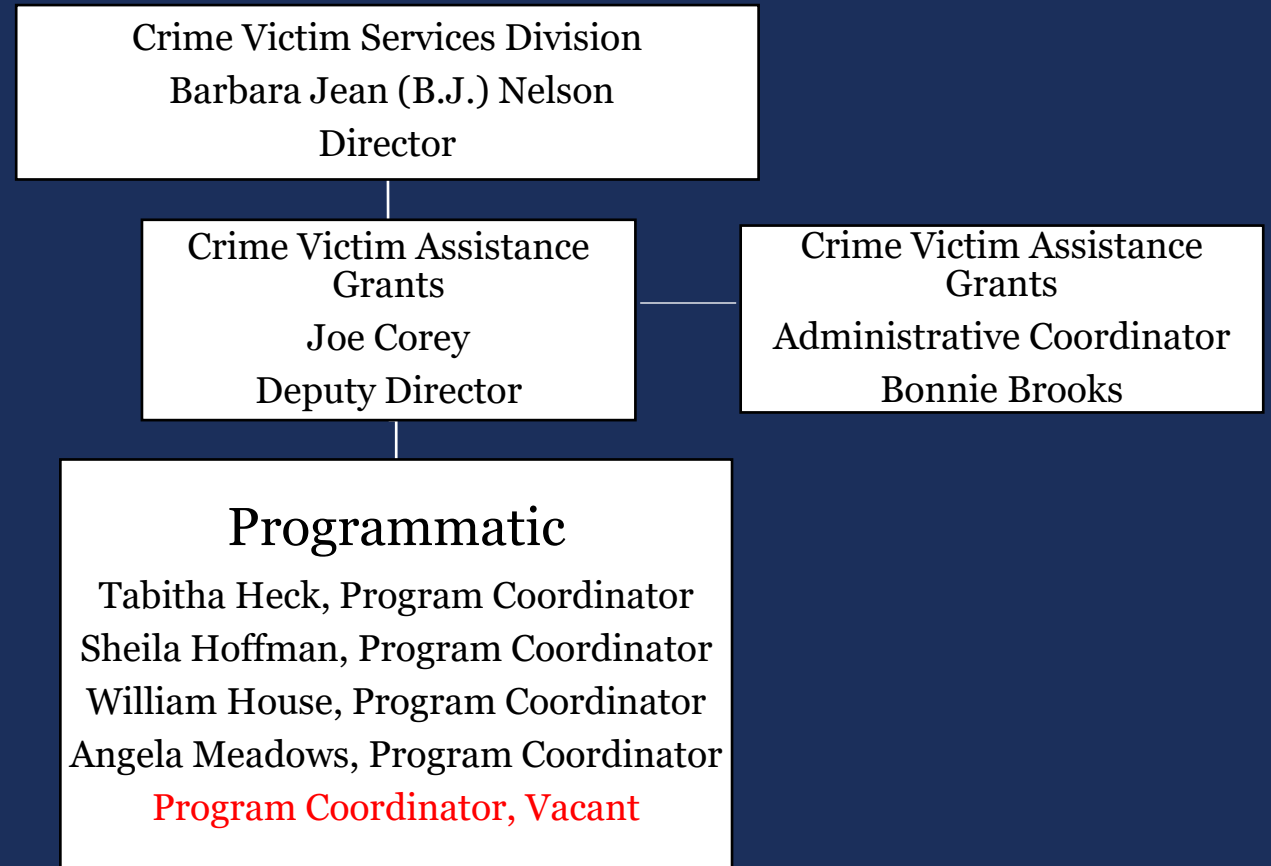 Crime Victim Services Division
Barbara Jean (B.J.) Nelson
Director
Crime Victim Assistance
Grants
Joe Corey
Deputy Director
Crime Victim Assistance
Grants
Administrative Coordinator
Bonnie Brooks
Programmatic
Tabitha Heck, Program Coordinator
Sheila Hoffman, Program Coordinator
William House, Program Coordinator
Angela Meadows, Program Coordinator
Program Coordinator, Vacant